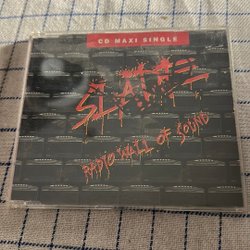 CD MAXI SINGLE
SLADE
RADIO WALL OF SOUND